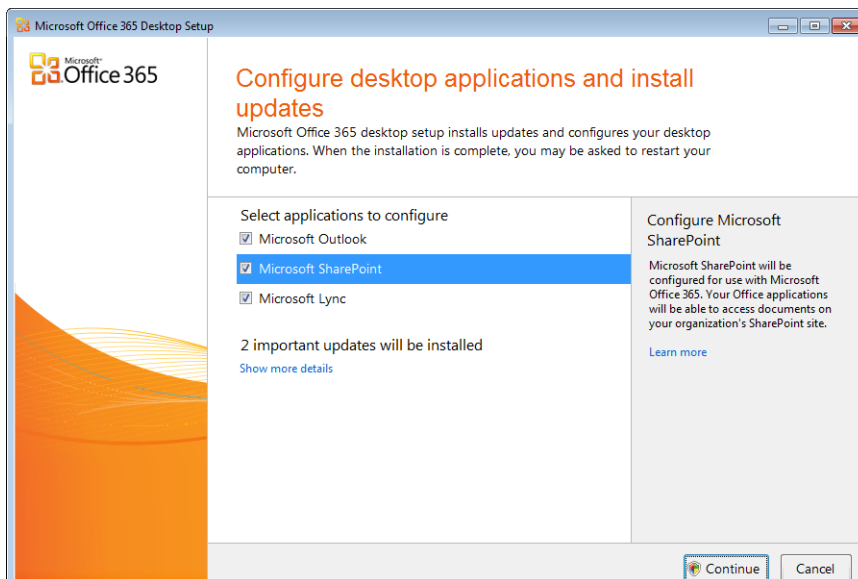 Microsoft Office 365 Desktop Setup
Microsoft®
Office 365
Configure desktop applications and install
updates
Microsoft Office 365 desktop setup installs updates and configures your desktop
applications. When the installation is complete, you may be asked to restart your
computer.
Select applications to configure
Microsoft Outlook
Microsoft SharePoint
Microsoft Lync
2 important updates will be installed
Show more details
Configure Microsoft
SharePoint
Microsoft SharePoint will be
configured for use with Microsoft
Office 365. Your Office applications
will be able to access documents on
your organization's SharePoint site.
Learn more
Continue
Cancel